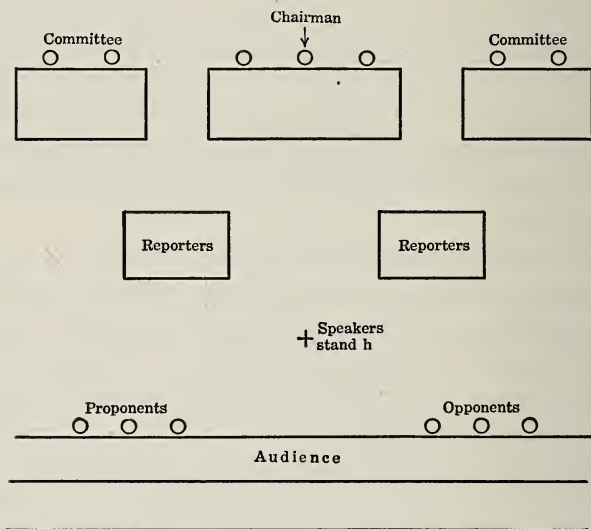 Chairman
Committee
Committee
Reporters
Reporters
Speakers
stand h
Proponents
Opponents
Audience